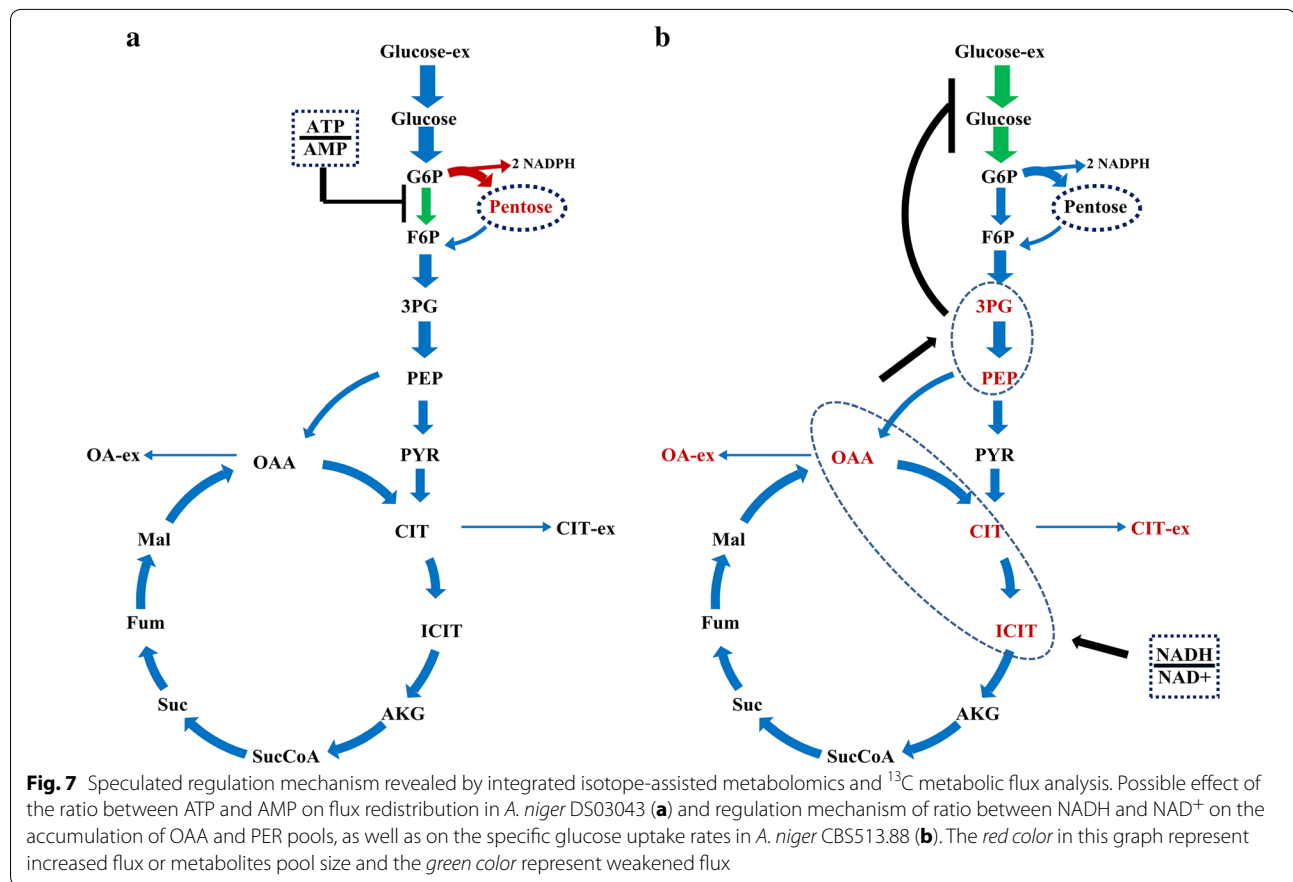 a
Glucose-ex
Glucose
ATP
AMP
G6P
2 NADPH
Pentose
F6P
3PG
PEP
OA-ex
OAA
PYR
CIT
CIT-ex
Mal
Fum
ICIT
Suc
AKG
SucCoA
b
Glucose-ex
Glucose
G6P
2 NADPH
Pentose
F6P
3PG
PEP
OA-ex
OAA
PYR
CIT
CIT-ex
Mal
Fum
ICIT
NADH
NAD+
Suc
AKG
SucCoA
Fig. 7 Speculated regulation mechanism revealed by integrated isotope-assisted metabolomics and ¹³C metabolic flux analysis. Possible effect of
the ratio between ATP and AMP on flux redistribution in A. niger DS03043 (a) and regulation mechanism of ratio between NADH and NAD⁺ on the
accumulation of OAA and PER pools, as well as on the specific glucose uptake rates in A. niger CBS513.88 (b). The red color in this graph represent
increased flux or metabolites pool size and the green color represent weakened flux